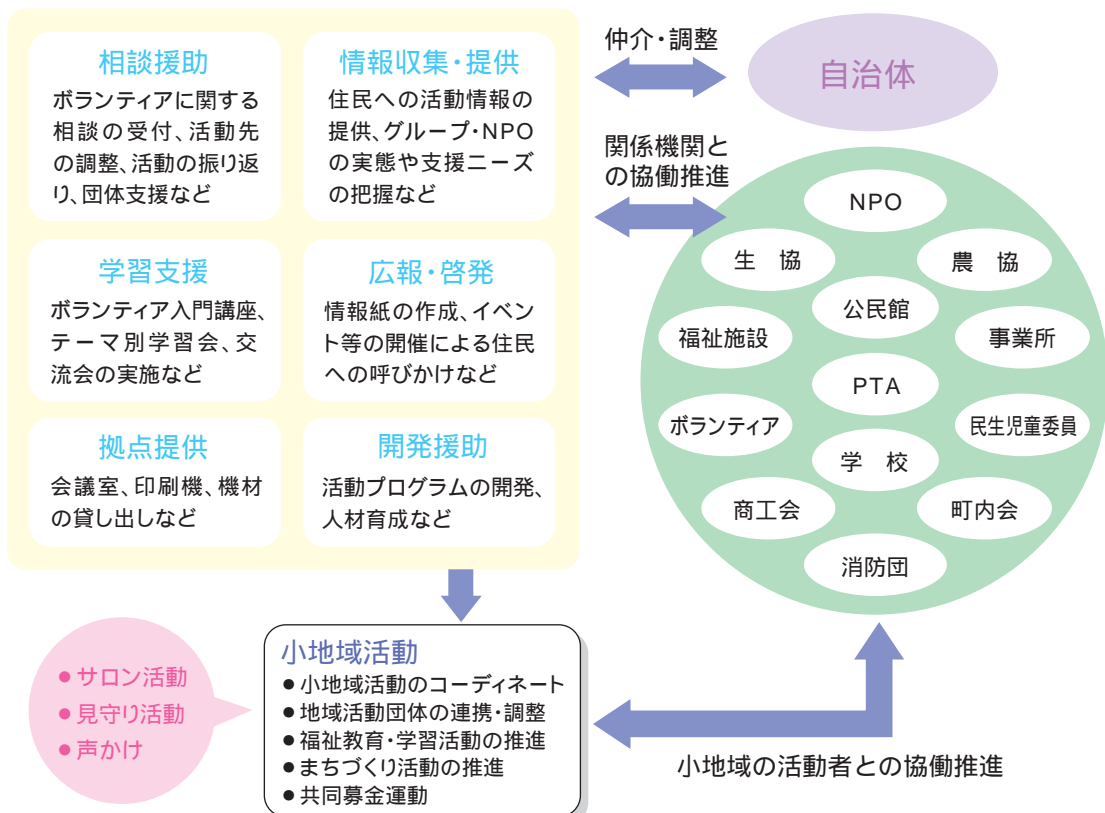 相談援助
ボランティアに関する
相談の受付、活動先
の調整、活動の振り返
り、団体支援など
情報収集・提供
住民への活動情報の
提供、グループ・NPO
の実態や支援ニーズ
の把握など
学習支援
ボランティア入門講座、
テーマ別学習会、交
流会の実施など
広報・啓発
情報紙の作成、イベン
ト等の開催による住民
への呼びかけなど
拠点提供
会議室、印刷機、機材
の貸し出しなど
開発援助
活動プログラムの開発、
人材育成など
仲介・調整
自治体
関係機関と
の協働推進
NPO
生　協
農　協
公民館
福祉施設
事業所
PTA
ボランティア
民生児童委員
学　校
商工会
町内会
消防団
● サロン活動
● 見守り活動
● 声かけ
小地域活動
● 小地域活動のコーディネート
● 地域活動団体の連携・調整
● 福祉教育・学習活動の推進
● まちづくり活動の推進
● 共同募金運動
小地域の活動者との協働推進